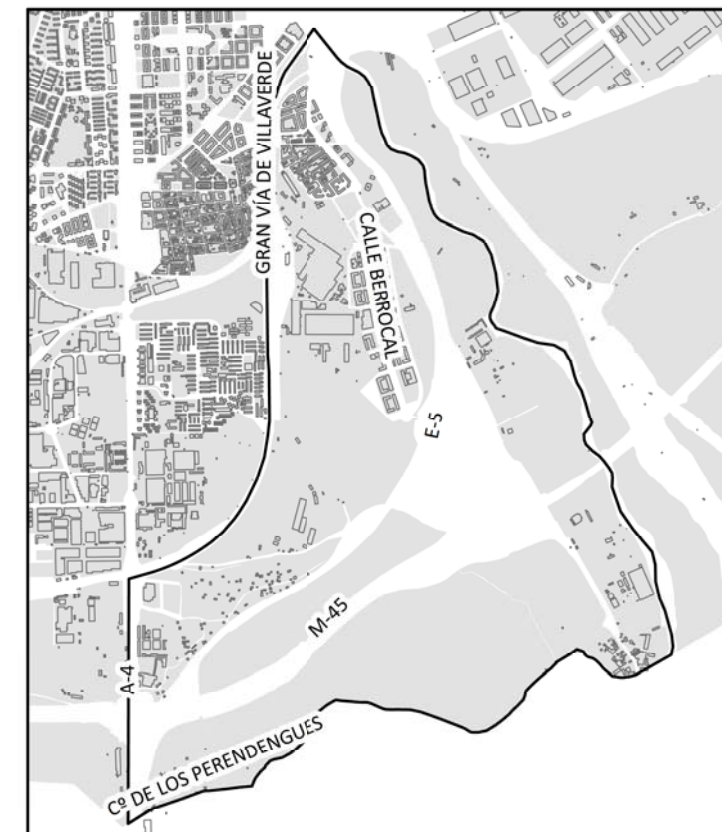 GRAN VÍA DE VILLAVERDE
CALLE BERROCAL
E-5
M-45
A-4
Cº DE LOS PERENDENGUES